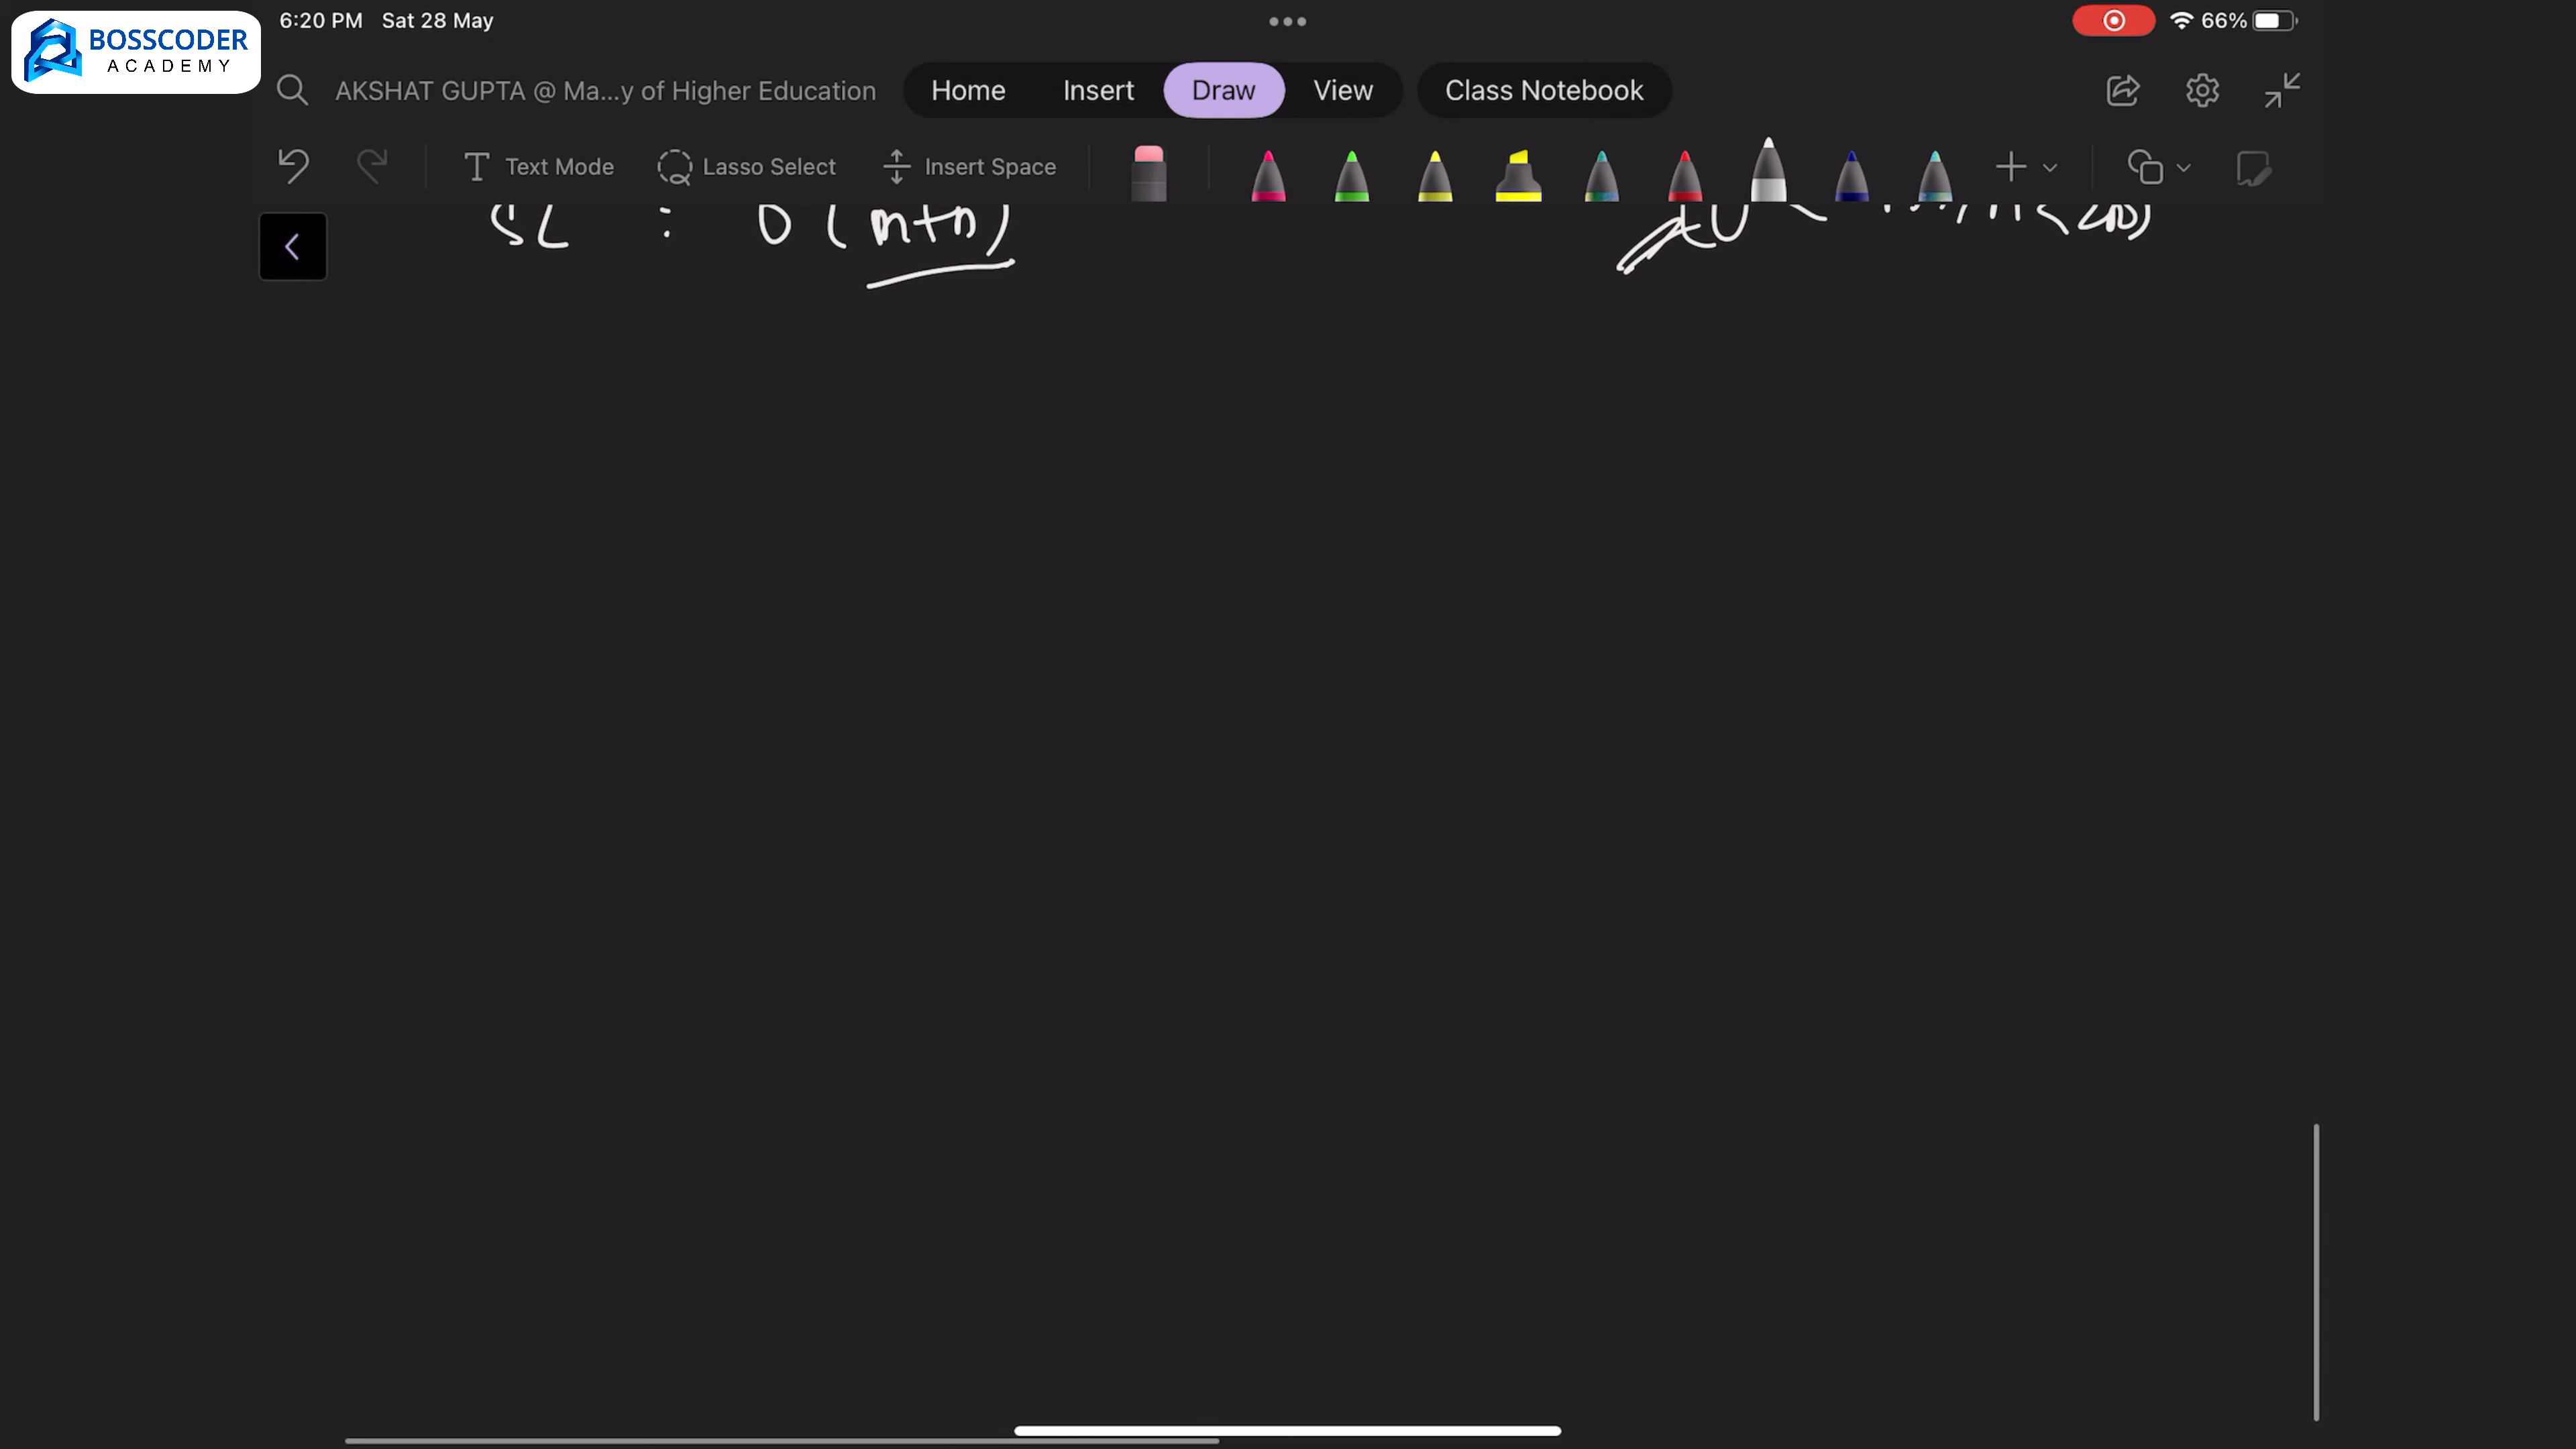 BOSSCODER
ACADEMY
6:20 PM Sat 28 May
66%
AKSHAT GUPTA @ Ma...y of Higher Education
Home Insert Draw View Class Notebook
Text Mode Lasso Select Insert Space
SC : O(m+n)